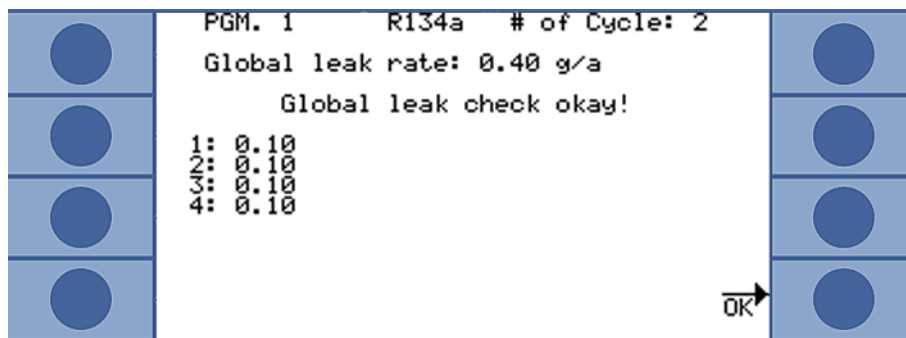 PGM. 1 R134a # of Cycle: 2
Global leak rate: 0.40 g/a
Global leak check okay!
1: 0.10
2: 0.10
3: 0.10
4: 0.10
OK